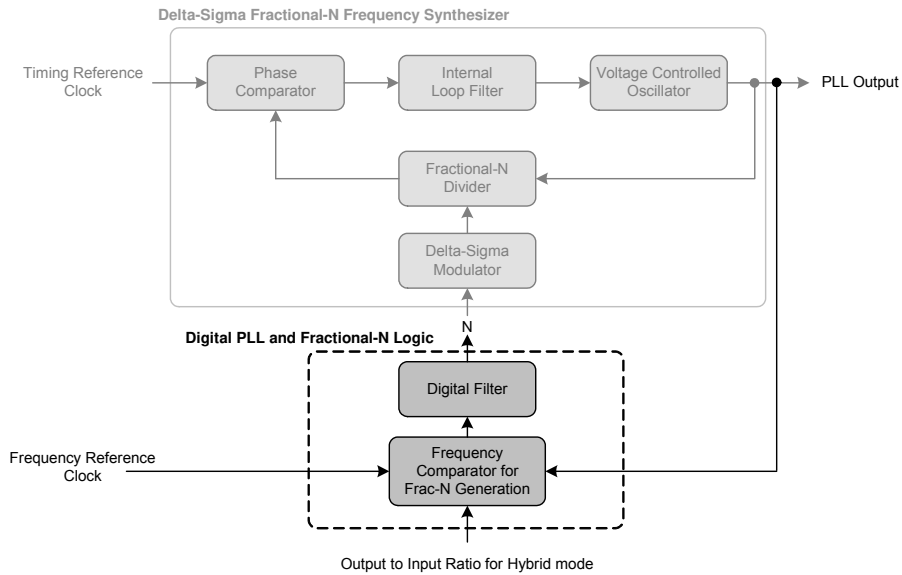 Delta-Sigma Fractional-N Frequency Synthesizer
Timing Reference
Clock
Phase
Comparator
Internal
Loop Filter
Voltage Controlled
Oscillator
PLL Output
Fractional-N
Divider
Delta-Sigma
Modulator
N
Digital PLL and Fractional-N Logic
Digital Filter
Frequency Reference
Clock
Frequency
Comparator for
Frac-N Generation
Output to Input Ratio for Hybrid mode